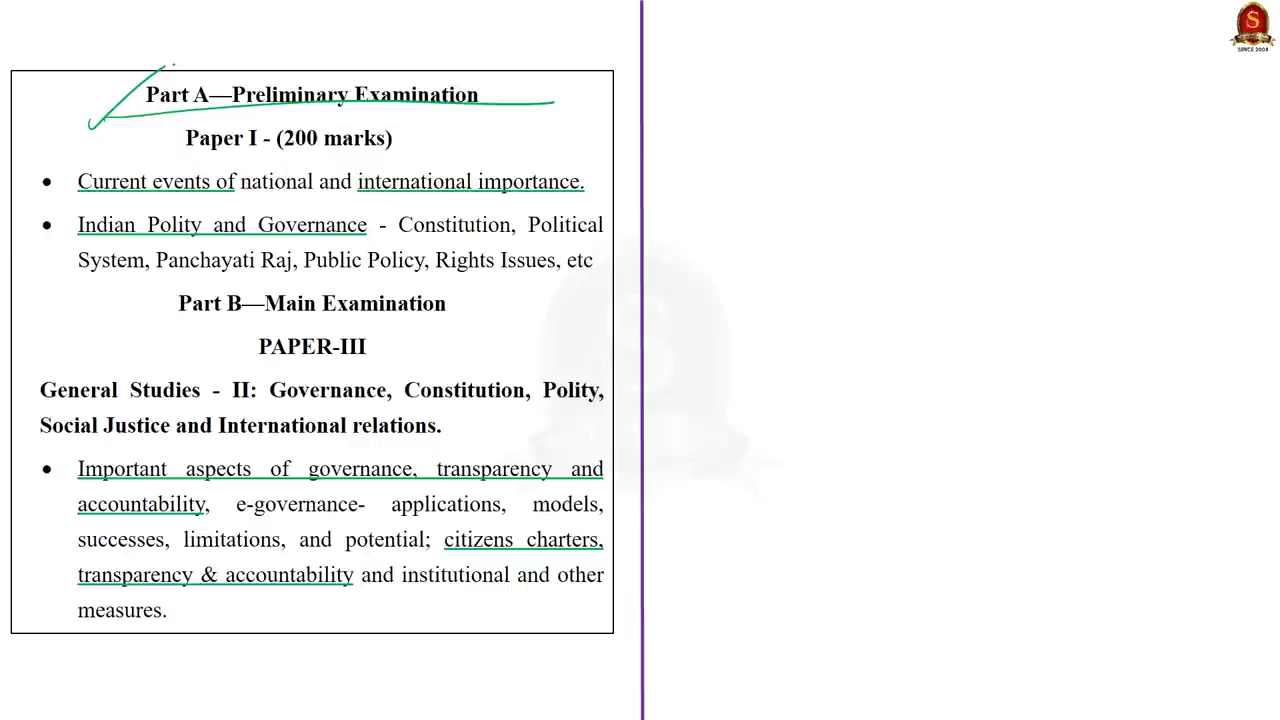 Part A—Preliminary Examination
Paper I - (200 marks)
• Current events of national and international importance.
• Indian Polity and Governance - Constitution, Political
System, Panchayati Raj, Public Policy, Rights Issues, etc
Part B—Main Examination
PAPER-III
General Studies - II: Governance, Constitution, Polity,
Social Justice and International relations.
• Important aspects of governance, transparency and
accountability, e-governance- applications, models,
successes, limitations, and potential; citizens charters,
transparency & accountability and institutional and other
measures.
S
SINCE 2004